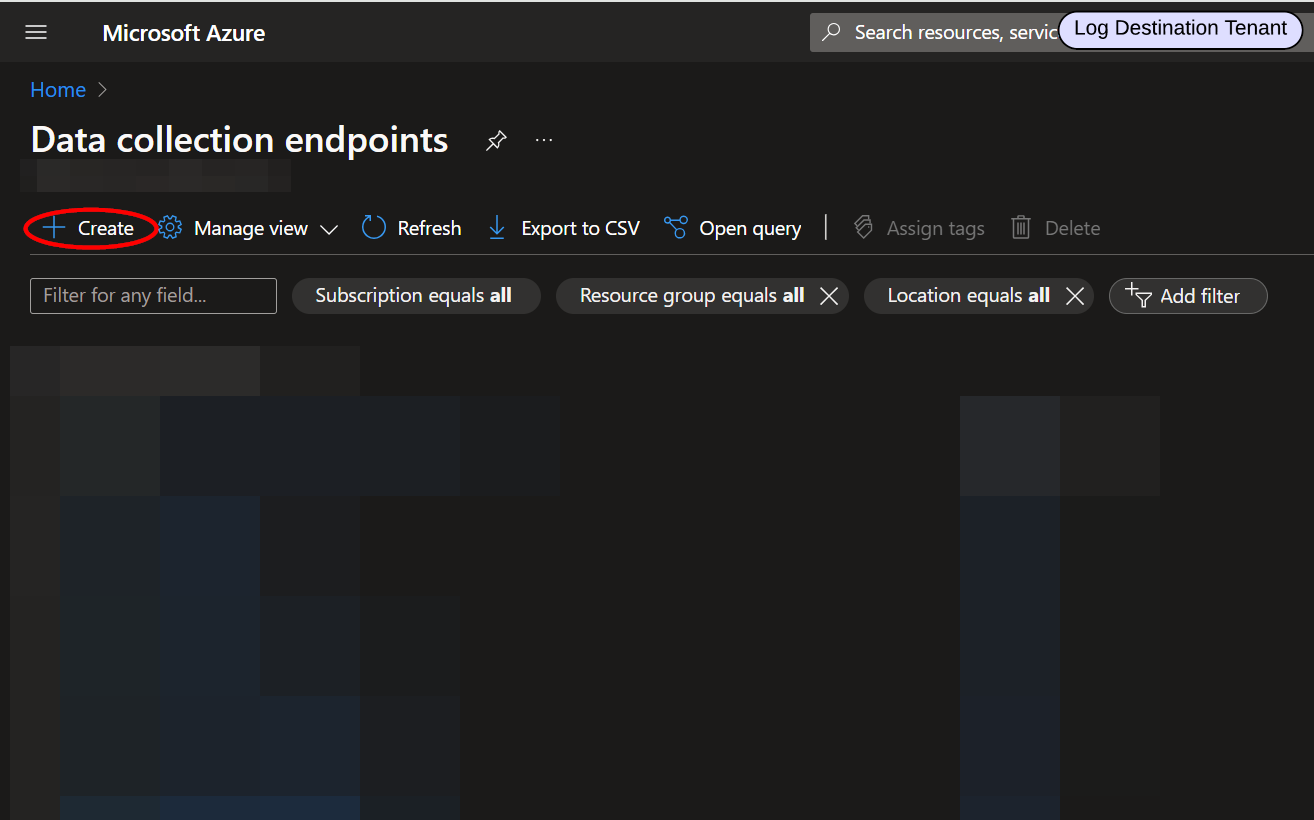 Microsoft Azure
Search resources, servic
Log Destination Tenant
Home
Data collection endpoints
Create
Manage view
Refresh
Export to CSV
Open query
Assign tags
Delete
Filter for any field...
Subscription equals all
Resource group equals all
Location equals all
Add filter